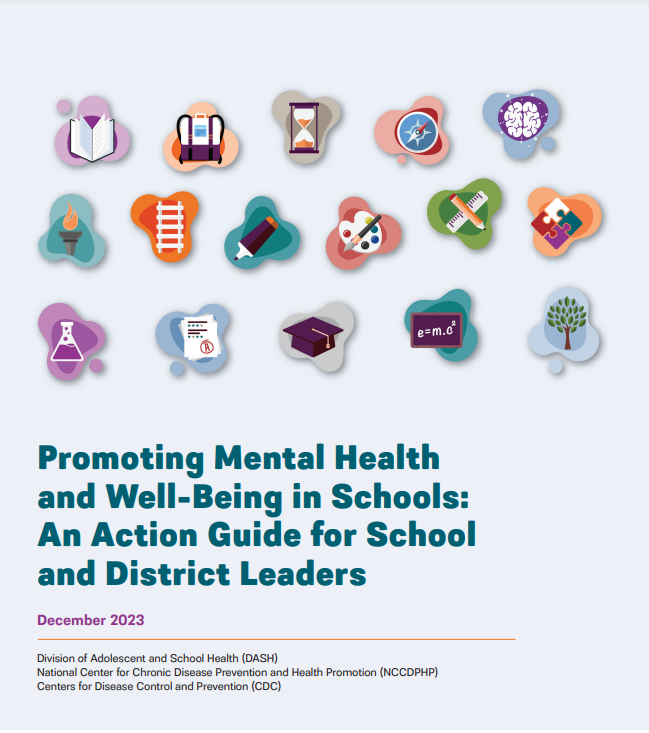 A
e=m.c²
Promoting Mental Health
and Well-Being in Schools:
An Action Guide for School
and District Leaders
December 2023
Division of Adolescent and School Health (DASH)
National Center for Chronic Disease Prevention and Health Promotion (NCCDPHP)
Centers for Disease Control and Prevention (CDC)